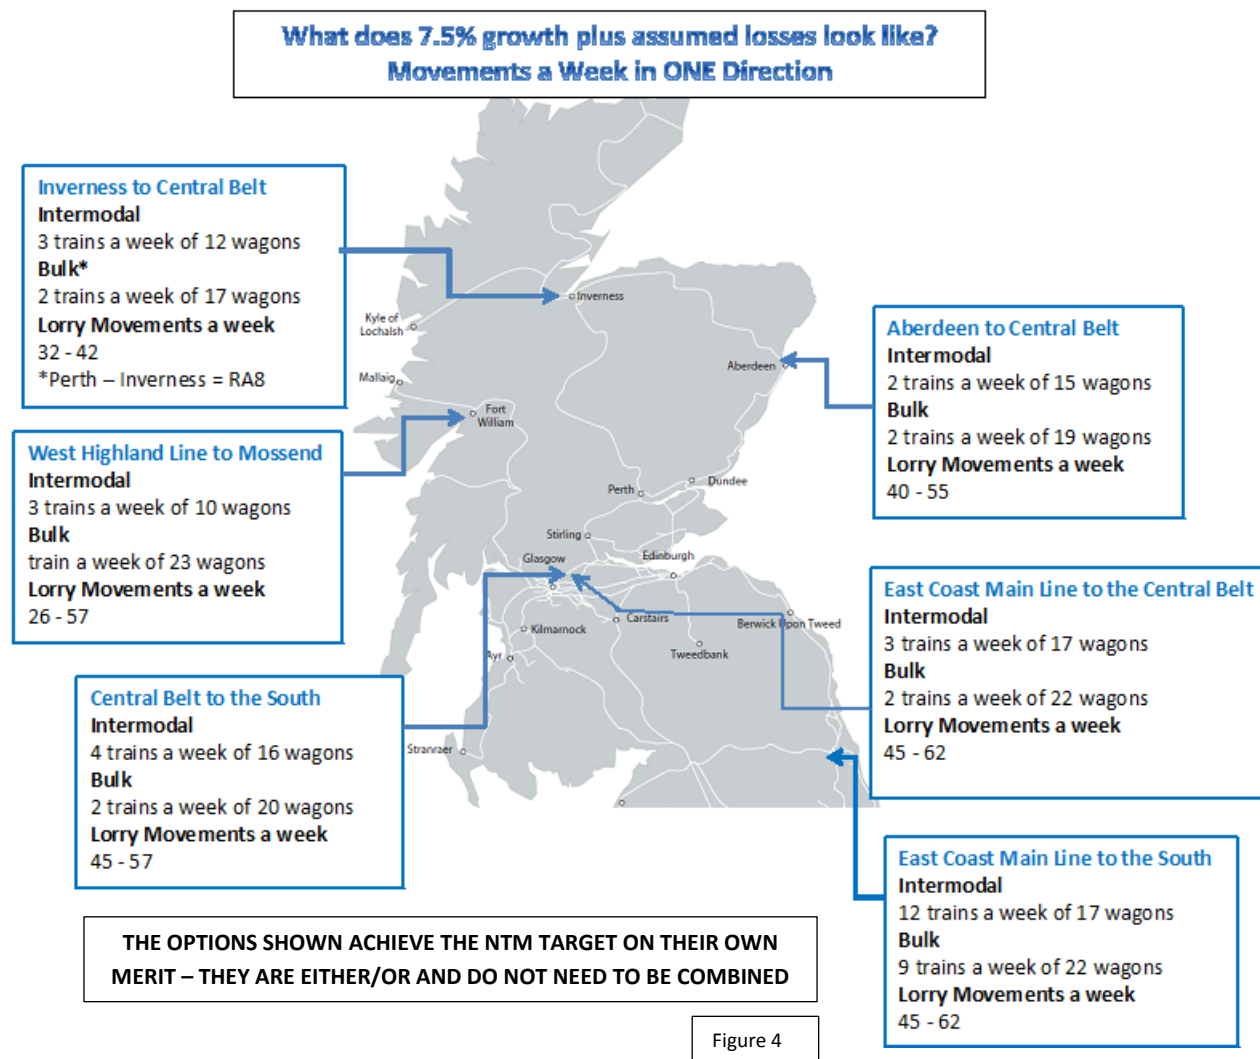 What does 7.5% growth plus assumed losses look like?
Movements a Week in ONE Direction
Inverness to Central Belt
Intermodal
3 trains a week of 12 wagons
Bulk*
2 trains a week of 17 wagons
Lorry Movements a week
32 - 42
*Perth – Inverness = RA8
West Highland Line to Mossend
Intermodal
3 trains a week of 10 wagons
Bulk
train a week of 23 wagons
Lorry Movements a week
26 - 57
Central Belt to the South
Intermodal
4 trains a week of 16 wagons
Bulk
2 trains a week of 20 wagons
Lorry Movements a week
45 - 57
Inverness
Kyle of
Lochalsh
Mallaig
Fort
William
Aberdeen
Perth
Dundee
Stirling
Glasgow
Edinburgh
Carstairs
Kilmarnock
Berwick Upon Tweed
Tweedbank
Ayr
Stranraer
Aberdeen to Central Belt
Intermodal
2 trains a week of 15 wagons
Bulk
2 trains a week of 19 wagons
Lorry Movements a week
40 - 55
East Coast Main Line to the Central Belt
Intermodal
3 trains a week of 17 wagons
Bulk
2 trains a week of 22 wagons
Lorry Movements a week
45 - 62
East Coast Main Line to the South
Intermodal
12 trains a week of 17 wagons
Bulk
9 trains a week of 22 wagons
Lorry Movements a week
45 - 62
THE OPTIONS SHOWN ACHIEVE THE NTM TARGET ON THEIR OWN
MERIT – THEY ARE EITHER/OR AND DO NOT NEED TO BE COMBINED
Figure 4